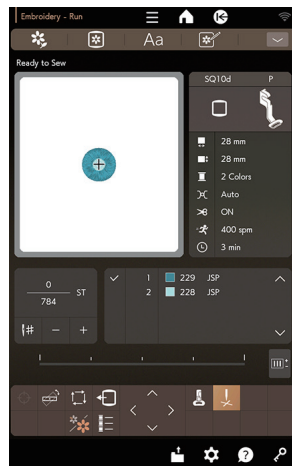 Embroidery - Run
Aa
Ready to Sew
SQ10d P
28 mm
28 mm
2 Colors
Auto
ON
400 spm
3 min
0
784 ST
1 229 JSP
2 228 JSP
# - +
?